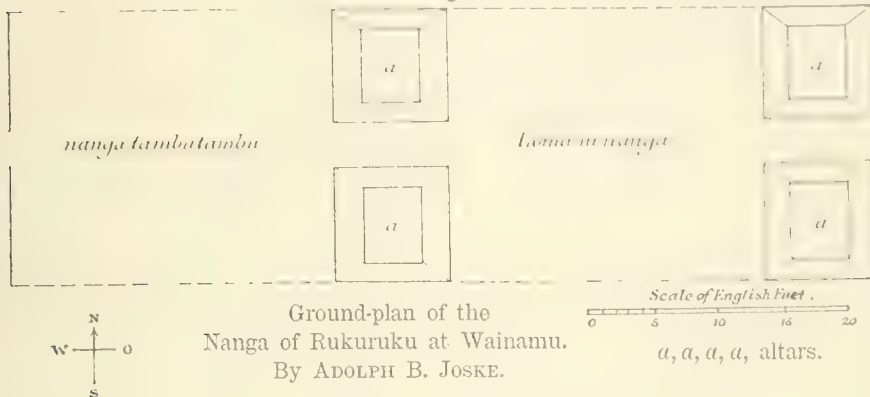 a a
nanga tambutambu loma ni nanga
a a
Scale of English Feet.
0 5 10 15 20
N
W O
S
Ground-plan of the
Nanga of Rukuruku at Wainamu.
By ADOLPH B. JOSKE.
a, a, a, a, altars.